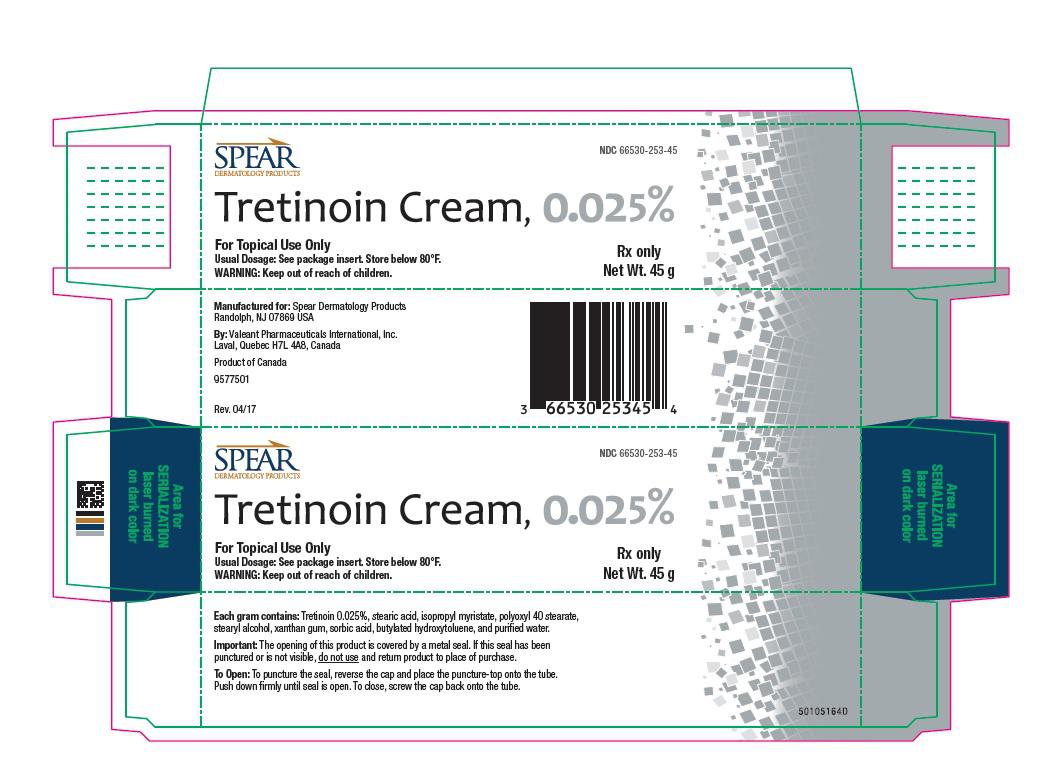 SPEAR
DERMATOLOGY PRODUCTS
NDC 66530-253-45
Tretinoin Cream, 0.025%
For Topical Use Only
Usual Dosage: See package insert. Store below 80°F.
WARNING: Keep out of reach of children.
Rx only
Net Wt. 45 g
Manufactured for: Spear Dermatology Products
Randolph, NJ 07869 USA
By: Valeant Pharmaceuticals International, Inc.
Laval, Quebec H7L 4A8, Canada
Product of Canada
9577501
Rev. 04/17
3 66530 25345 4
SPEAR
DERMATOLOGY PRODUCTS
NDC 66530-253-45
Tretinoin Cream, 0.025%
For Topical Use Only
Usual Dosage: See package insert. Store below 80°F.
WARNING: Keep out of reach of children.
Rx only
Net Wt. 45 g
Area for
SERIALIZATION
laser burned
on dark color
Area for
SERIALIZATION
laser burned
on dark color
Each gram contains: Tretinoin 0.025%, stearic acid, isopropyl myristate, polyoxyl 40 stearate,
stearyl alcohol, xanthan gum, sorbic acid, butylated hydroxytoluene, and purified water.
Important: The opening of this product is covered by a metal seal. If this seal has been
punctured or is not visible, do not use and return product to place of purchase.
To Open: To puncture the seal, reverse the cap and place the puncture-top onto the tube.
Push down firmly until seal is open. To close, screw the cap back onto the tube.
50105164D